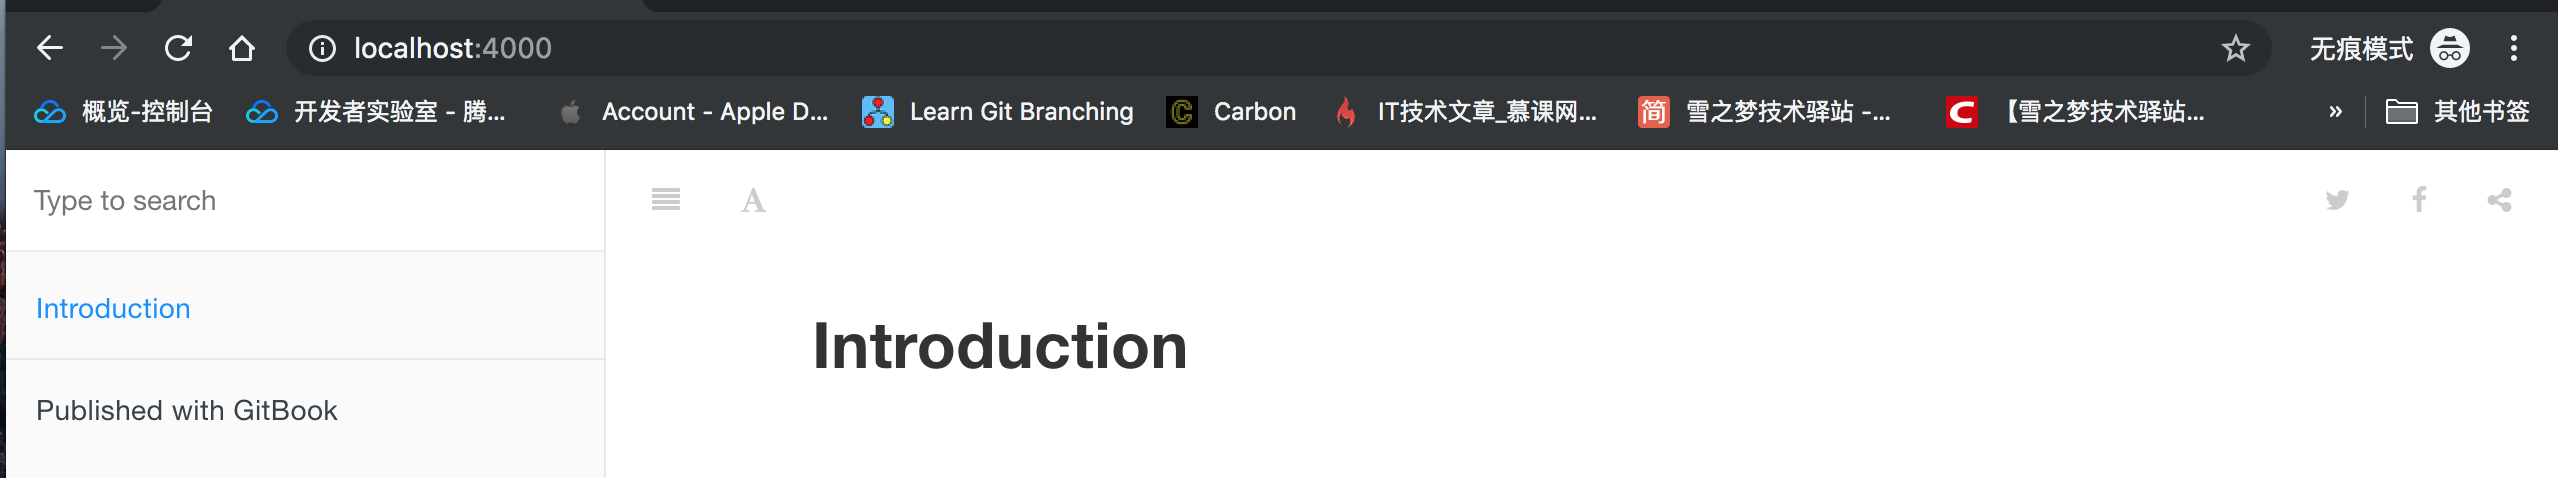 localhost:4000 无痕模式
概览-控制台 开发者实验室 - 腾... Account - Apple D... Learn Git Branching C Carbon IT技术文章_慕课网... 简 雪之梦技术驿站 -... C 【雪之梦技术驿站... » 其他书签
Type to search A
Introduction
Introduction
Published with GitBook